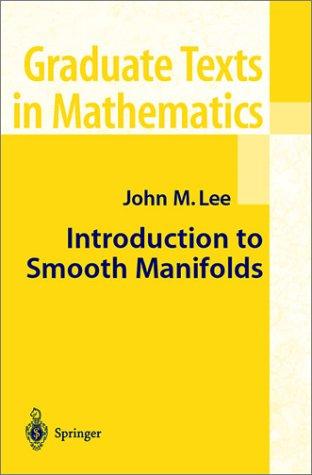 Graduate Texts
in Mathematics
John M. Lee
Introduction to
Smooth Manifolds
Springer